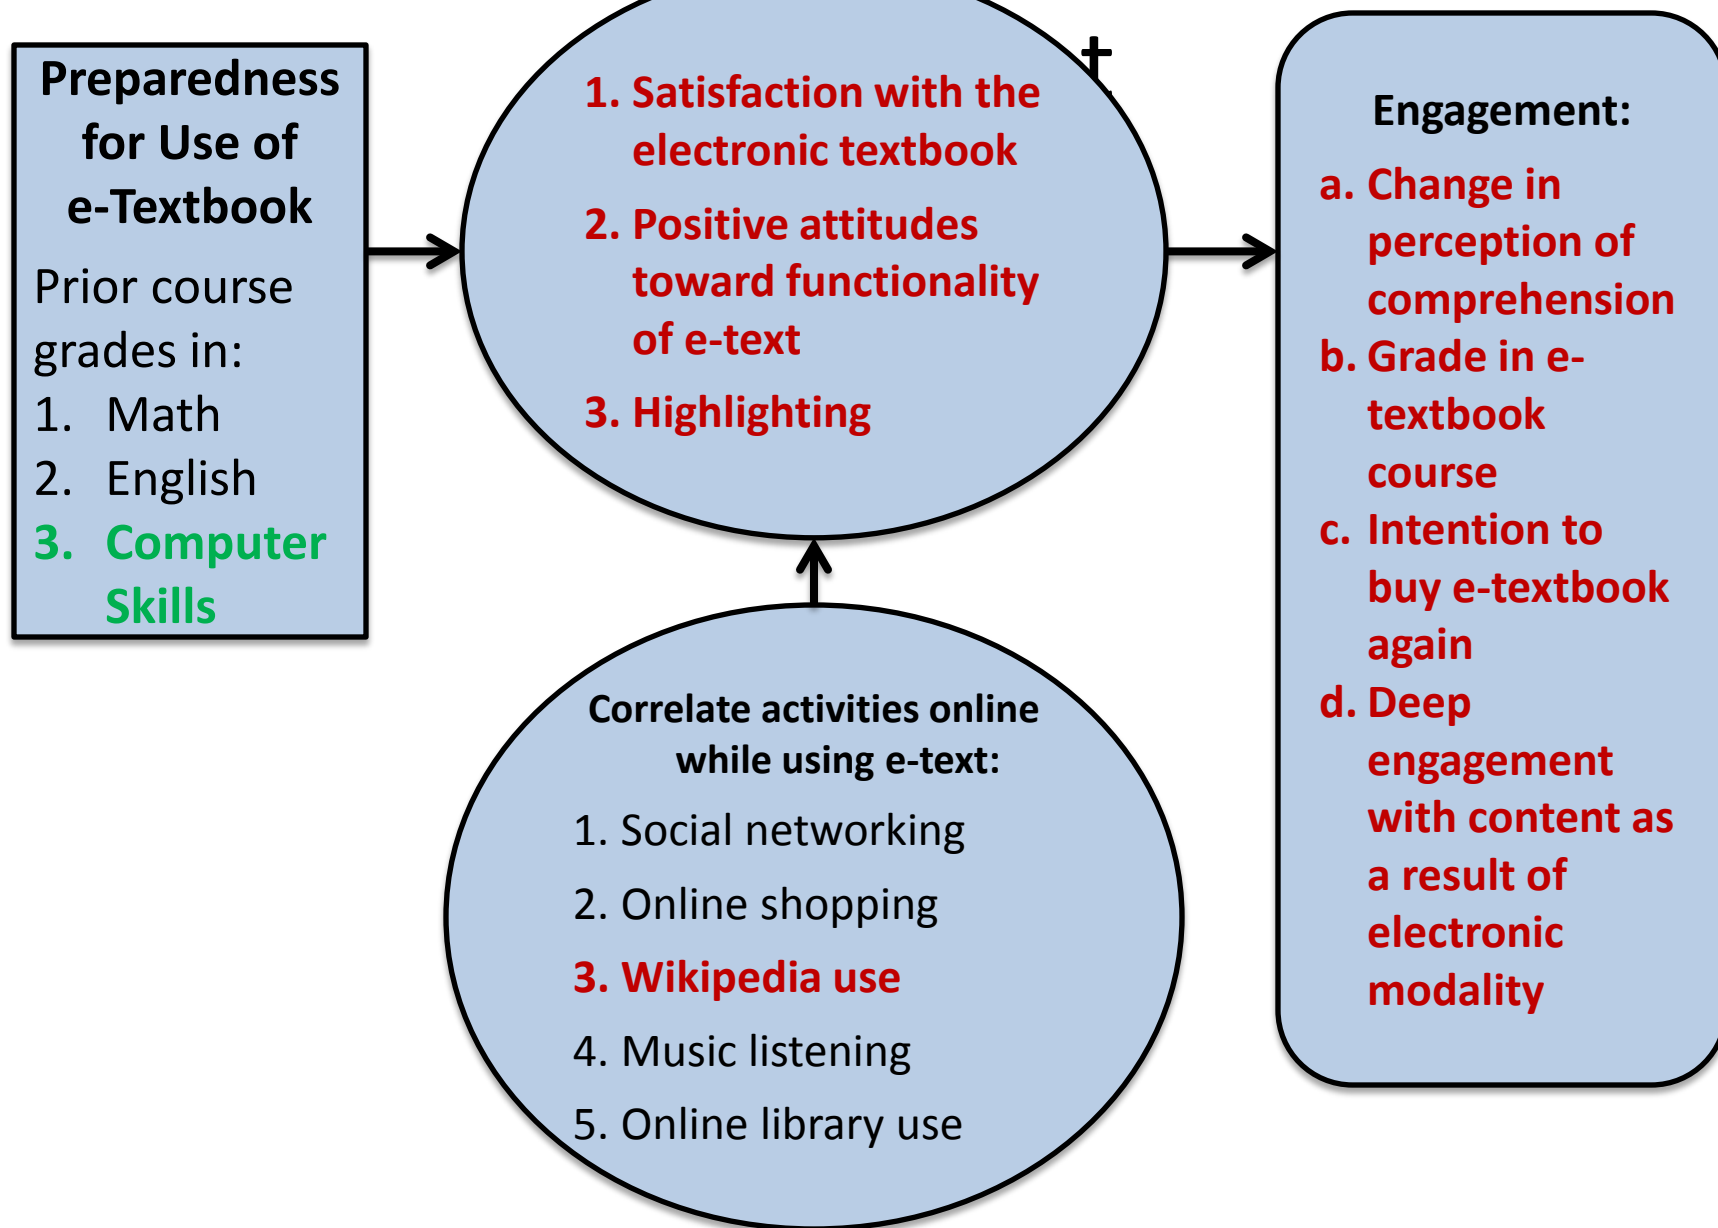 Preparedness
for Use of
e-Textbook
Prior course
grades in:
1. Math
2. English
3. Computer
Skills
1. Satisfaction with the
electronic textbook
2. Positive attitudes
toward functionality
of e-text
3. Highlighting
Correlate activities online
while using e-text:
1. Social networking
2. Online shopping
3. Wikipedia use
4. Music listening
5. Online library use
Engagement:
a. Change in
perception of
comprehension
b. Grade in e-
textbook
course
c. Intention to
buy e-textbook
again
d. Deep
engagement
with content as
a result of
electronic
modality